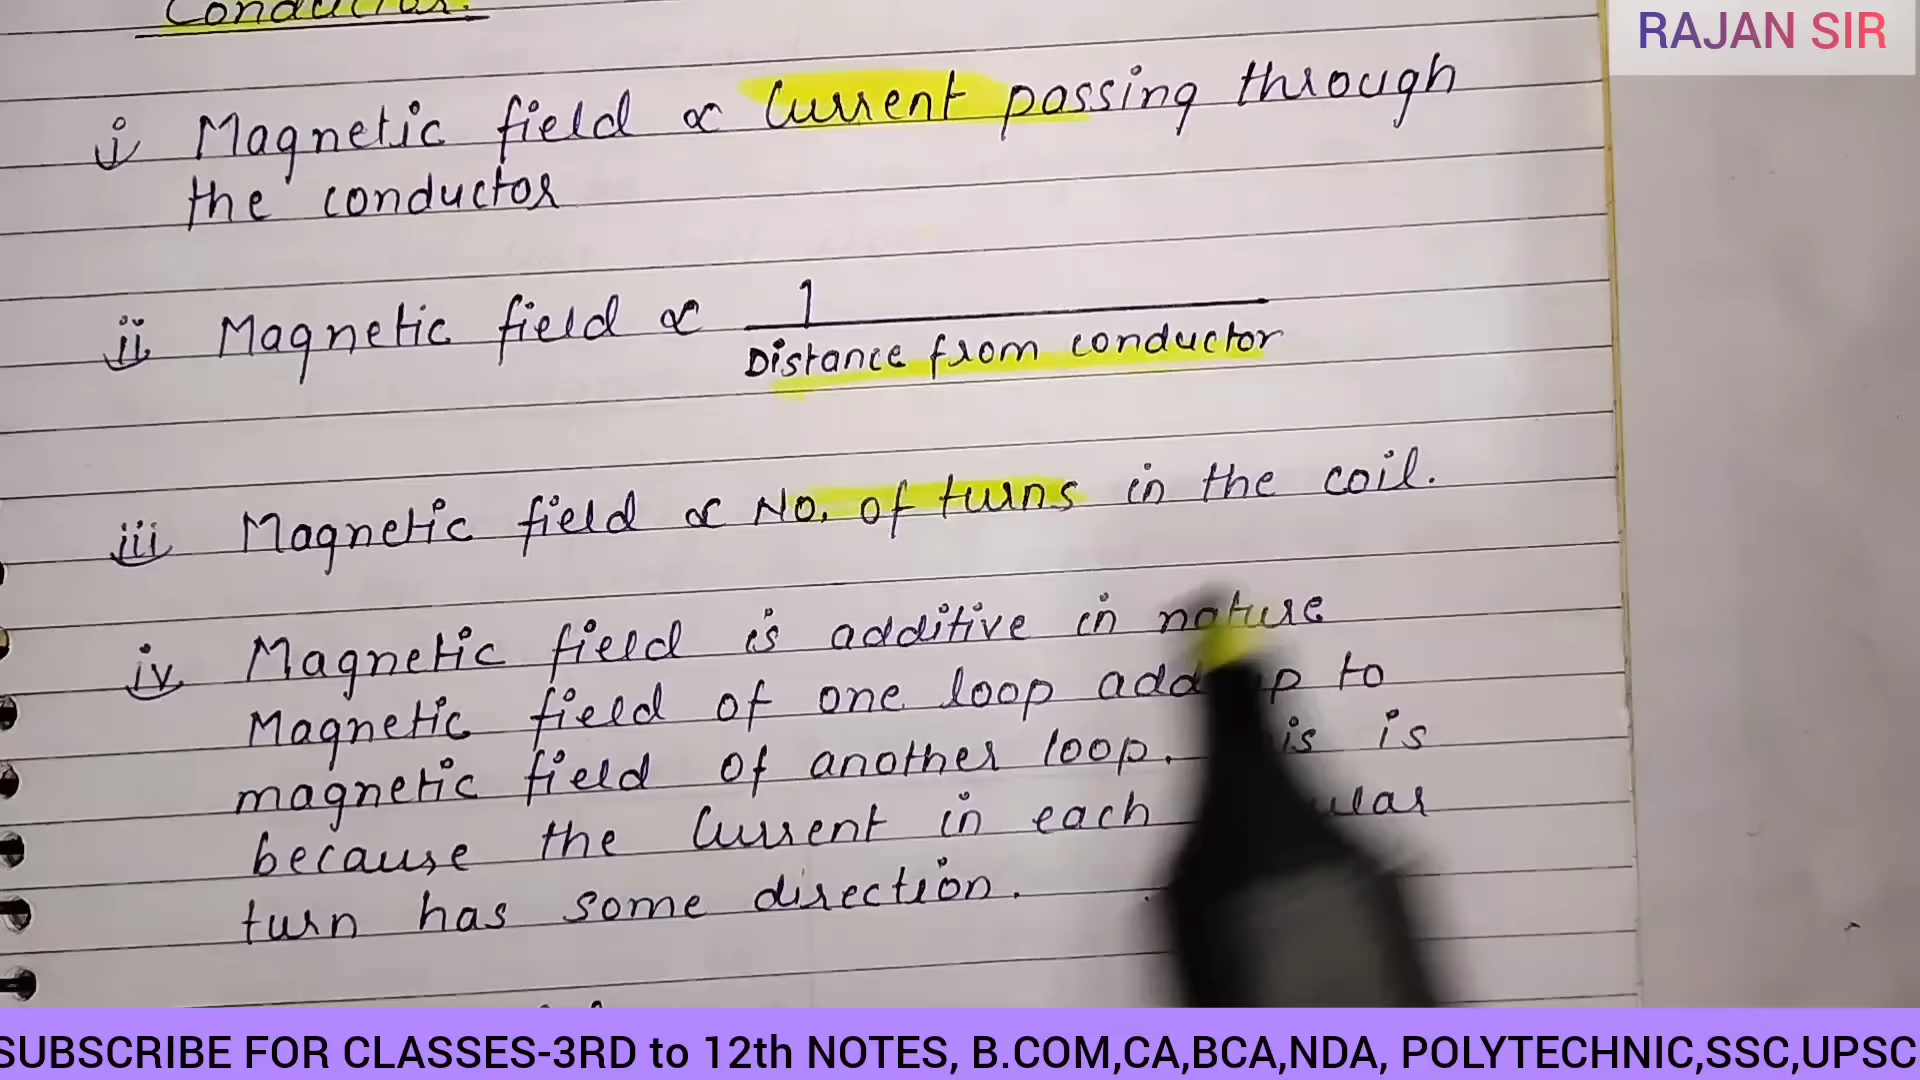 Conductor.
RAJAN SIR
i Magnetic field ∝ Current passing through
the conductor
ii Magnetic field ∝ 1
Distance from conductor
iii Magnetic field ∝ No. of turns in the coil.
iv Magnetic field is additive in nature
Magnetic field of one loop add to
magnetic field of another loop. is
because the Current in each
turn has some direction.
SUBSCRIBE FOR CLASSES-3RD to 12th NOTES, B.COM,CA,BCA,NDA, POLYTECHNIC,SSC,UPSC